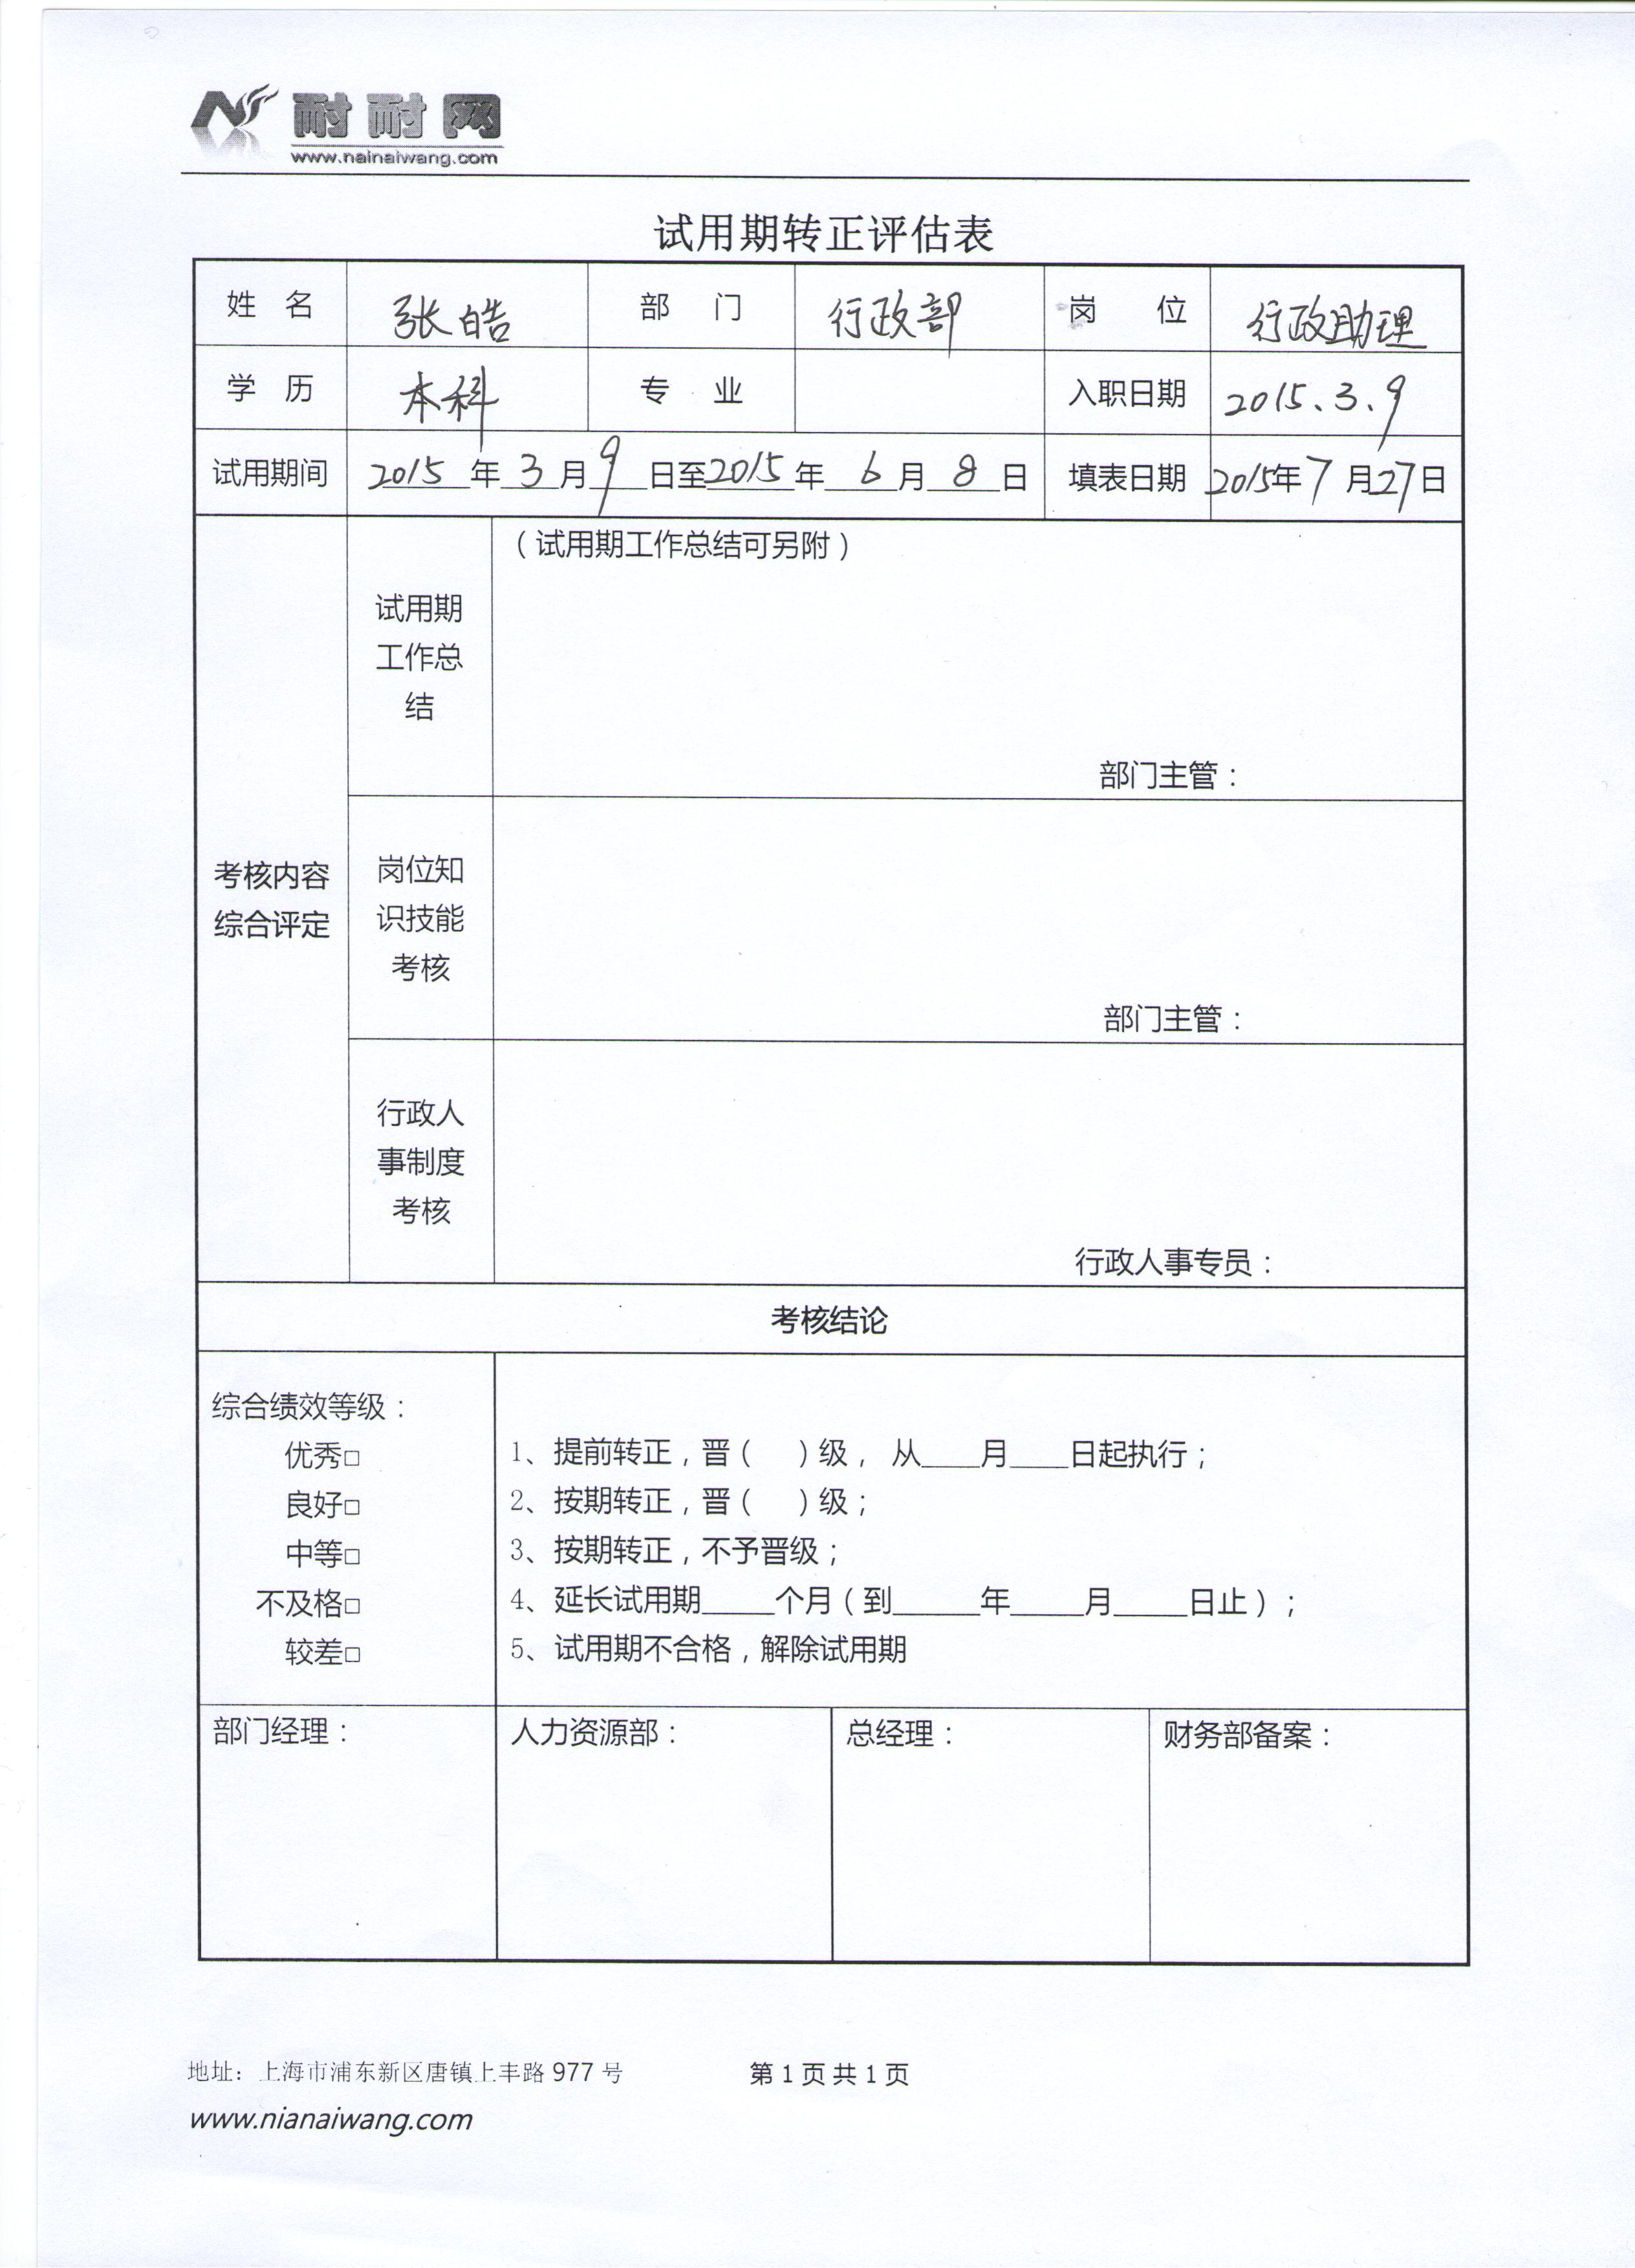 耐耐网
www.nainaiwang.com
试用期转正评估表
姓 名 张皓 部 门 行政部 岗 位 行政助理
学 历 本科 专 业 入职日期 2015.3.9
试用期间 2015年3月9日至2015年6月8日 填表日期 2015年7月27日
(试用期工作总结可另附)
试用期
工作总
结
部门主管:
考核内容
综合评定
岗位知
识技能
考核
部门主管:
行政人
事制度
考核
行政人事专员:
考核结论
综合绩效等级:
优秀□
良好□
中等□
不及格□
较差□
1、提前转正,晋( )级, 从____月____日起执行;
2、按期转正,晋( )级;
3、按期转正,不予晋级;
4、延长试用期_____个月(到______年_____月_____日止);
5、试用期不合格,解除试用期
部门经理: 人力资源部: 总经理: 财务部备案:
地址:上海市浦东新区唐镇上丰路 977 号 第 1 页 共 1 页
www.nianaiwang.com